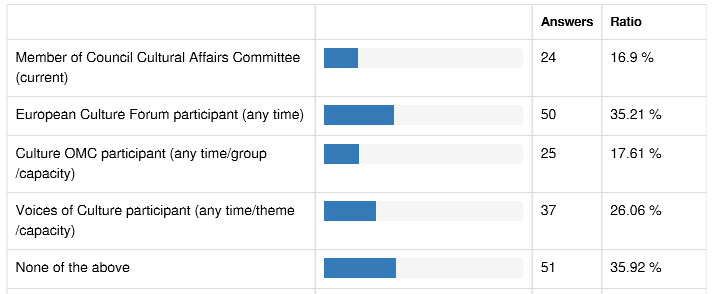 Answers Ratio
Member of Council Cultural Affairs Committee
(current)
24 16.9 %
European Culture Forum participant (any time) 50 35.21 %
Culture OMC participant (any time/group
/capacity)
25 17.61 %
Voices of Culture participant (any time/theme
/capacity)
37 26.06 %
None of the above 51 35.92 %